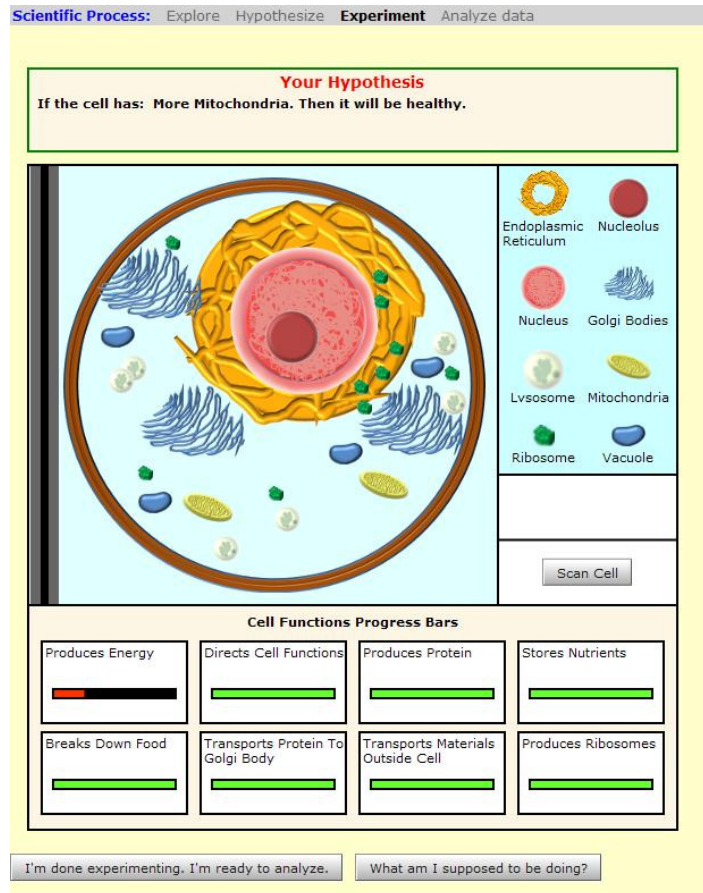 Scientific Process: Explore Hypothesize Experiment Analyze data
Your Hypothesis
If the cell has: More Mitochondria. Then it will be healthy.
Endoplasmic Reticulum
Nucleolus
Nucleus
Golgi Bodies
Lvsosome
Mitochondria
Ribosome
Vacuole
Scan Cell
Cell Functions Progress Bars
Produces Energy
Directs Cell Functions
Produces Protein
Stores Nutrients
Breaks Down Food
Transports Protein To
Golgi Body
Transports Materials
Outside Cell
Produces Ribosomes
I'm done experimenting. I'm ready to analyze.
What am I supposed to be doing?